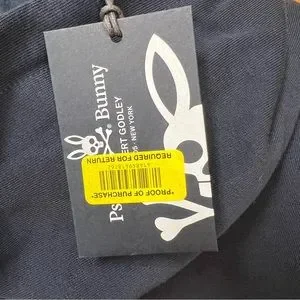 Ps
Bunny
ERT GODLEY
NEW YORK
*PROOF OF PURCHASE*
REQUIRED FOR RETURN